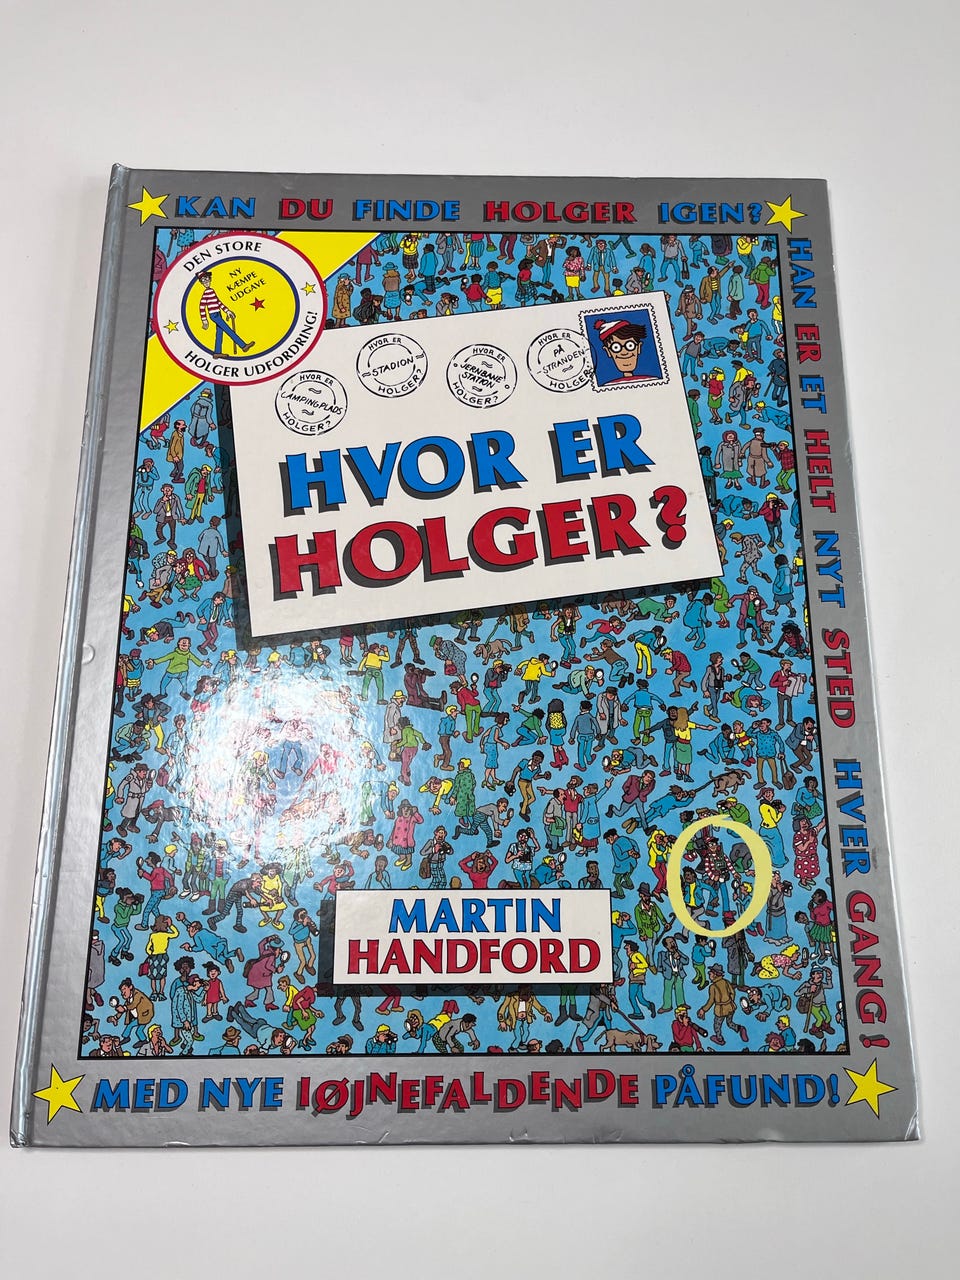 KAN DU FINDE HOLGER IGEN?
HAN ER ET HELT NYT STED HVER GANG!
DEN STORE
NY
KÆMPE
UDGAVE
HOLGER UDFORDRING!
HVOR ER
CAMPINGPLADS
HOLGER?
HVOR ER
STADION
HOLGER?
HVOR ER
JERNBANE
STATION
HOLGER?
HVOR ER
PÅ
STRANDEN
HOLGER?
HVOR ER
HOLGER?
MARTIN
HANDFORD
MED NYE IØJNEFALDENDE PÅFUND!